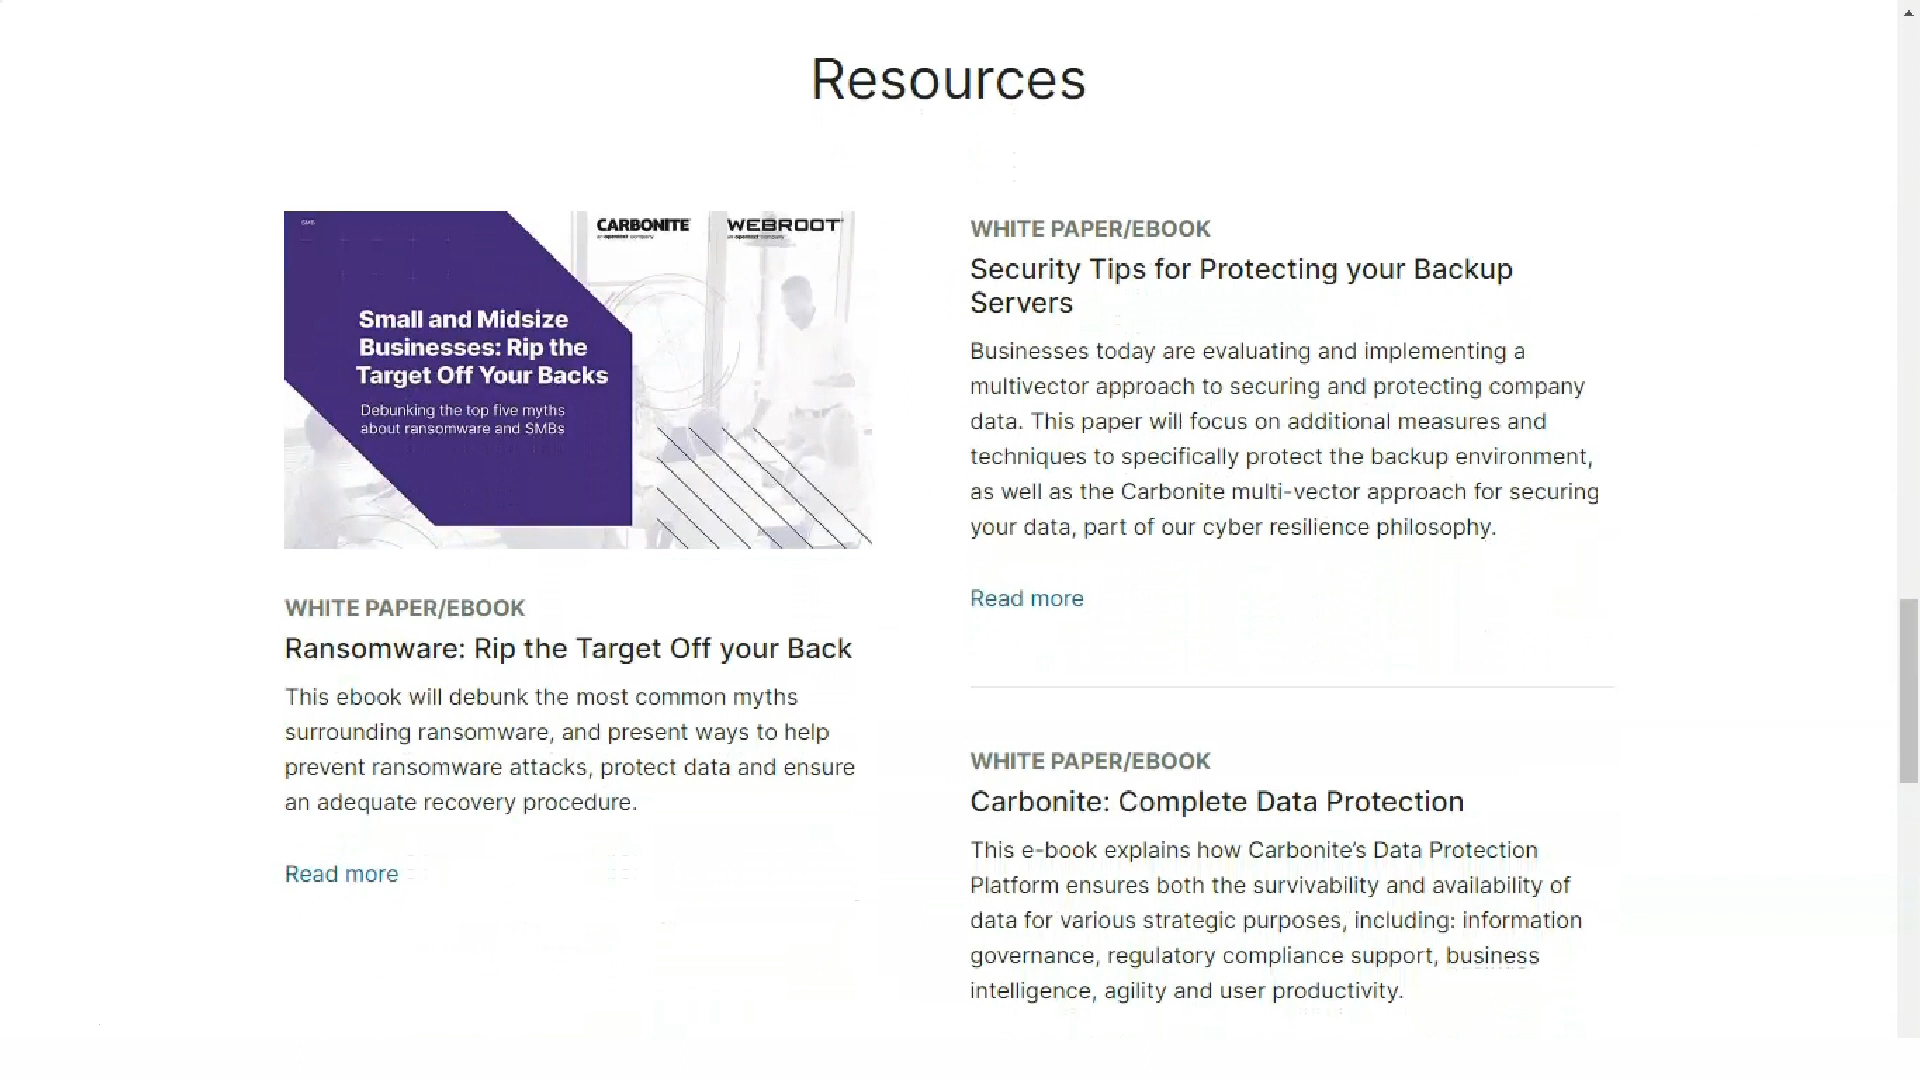 Resources
CARBONITE
WEBROOT
Small and Midsize
Businesses: Rip the
Target Off Your Backs
Debunking the top five myths
about ransomware and SMBs
WHITE PAPER/EBOOK
Ransomware: Rip the Target Off your Back
This ebook will debunk the most common myths
surrounding ransomware, and present ways to help
prevent ransomware attacks, protect data and ensure
an adequate recovery procedure.
Read more
WHITE PAPER/EBOOK
Security Tips for Protecting your Backup
Servers
Businesses today are evaluating and implementing a
multivector approach to securing and protecting company
data. This paper will focus on additional measures and
techniques to specifically protect the backup environment,
as well as the Carbonite multi-vector approach for securing
your data, part of our cyber resilience philosophy.
Read more
WHITE PAPER/EBOOK
Carbonite: Complete Data Protection
This e-book explains how Carbonite’s Data Protection
Platform ensures both the survivability and availability of
data for various strategic purposes, including: information
governance, regulatory compliance support, business
intelligence, agility and user productivity.